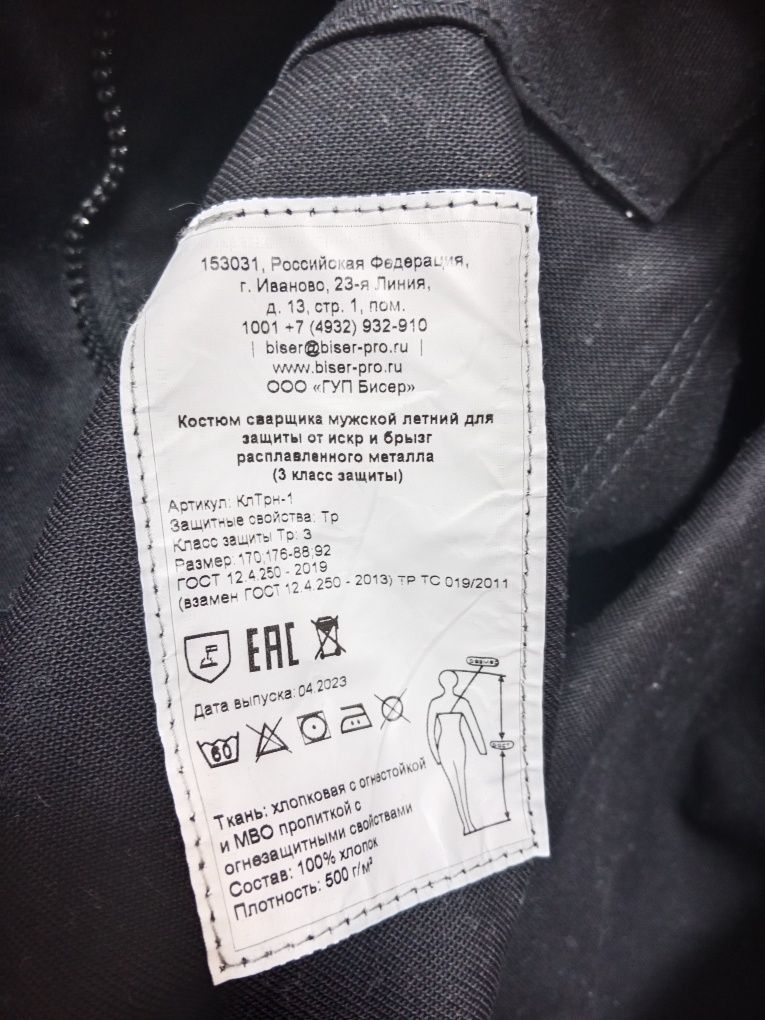 153031, Российская Федерация,
г. Иваново, 23-я Линия,
д. 13, стр. 1, пом.
1001 +7 (4932) 932-910
| biser@biser-pro.ru |
www.biser-pro.ru
ООО «ГУП Бисер»
Костюм сварщика мужской летний для
защиты от искр и брызг
расплавленного металла
(3 класс защиты)
Артикул: КлТрн-1
Защитные свойства: Тр
Класс защиты Тр: 3
Размер: 170,176-88,92
ГОСТ 12.4.250 - 2019
(взамен ГОСТ 12.4.250 - 2013) ТР ТС 019/2011
EAC
Дата выпуска: 04.2023
60
размер
рост
Ткань: хлопковая с огнестойкой
и МВО пропиткой с
огнезащитными свойствами
Состав: 100% хлопок
Плотность: 500 г/м²